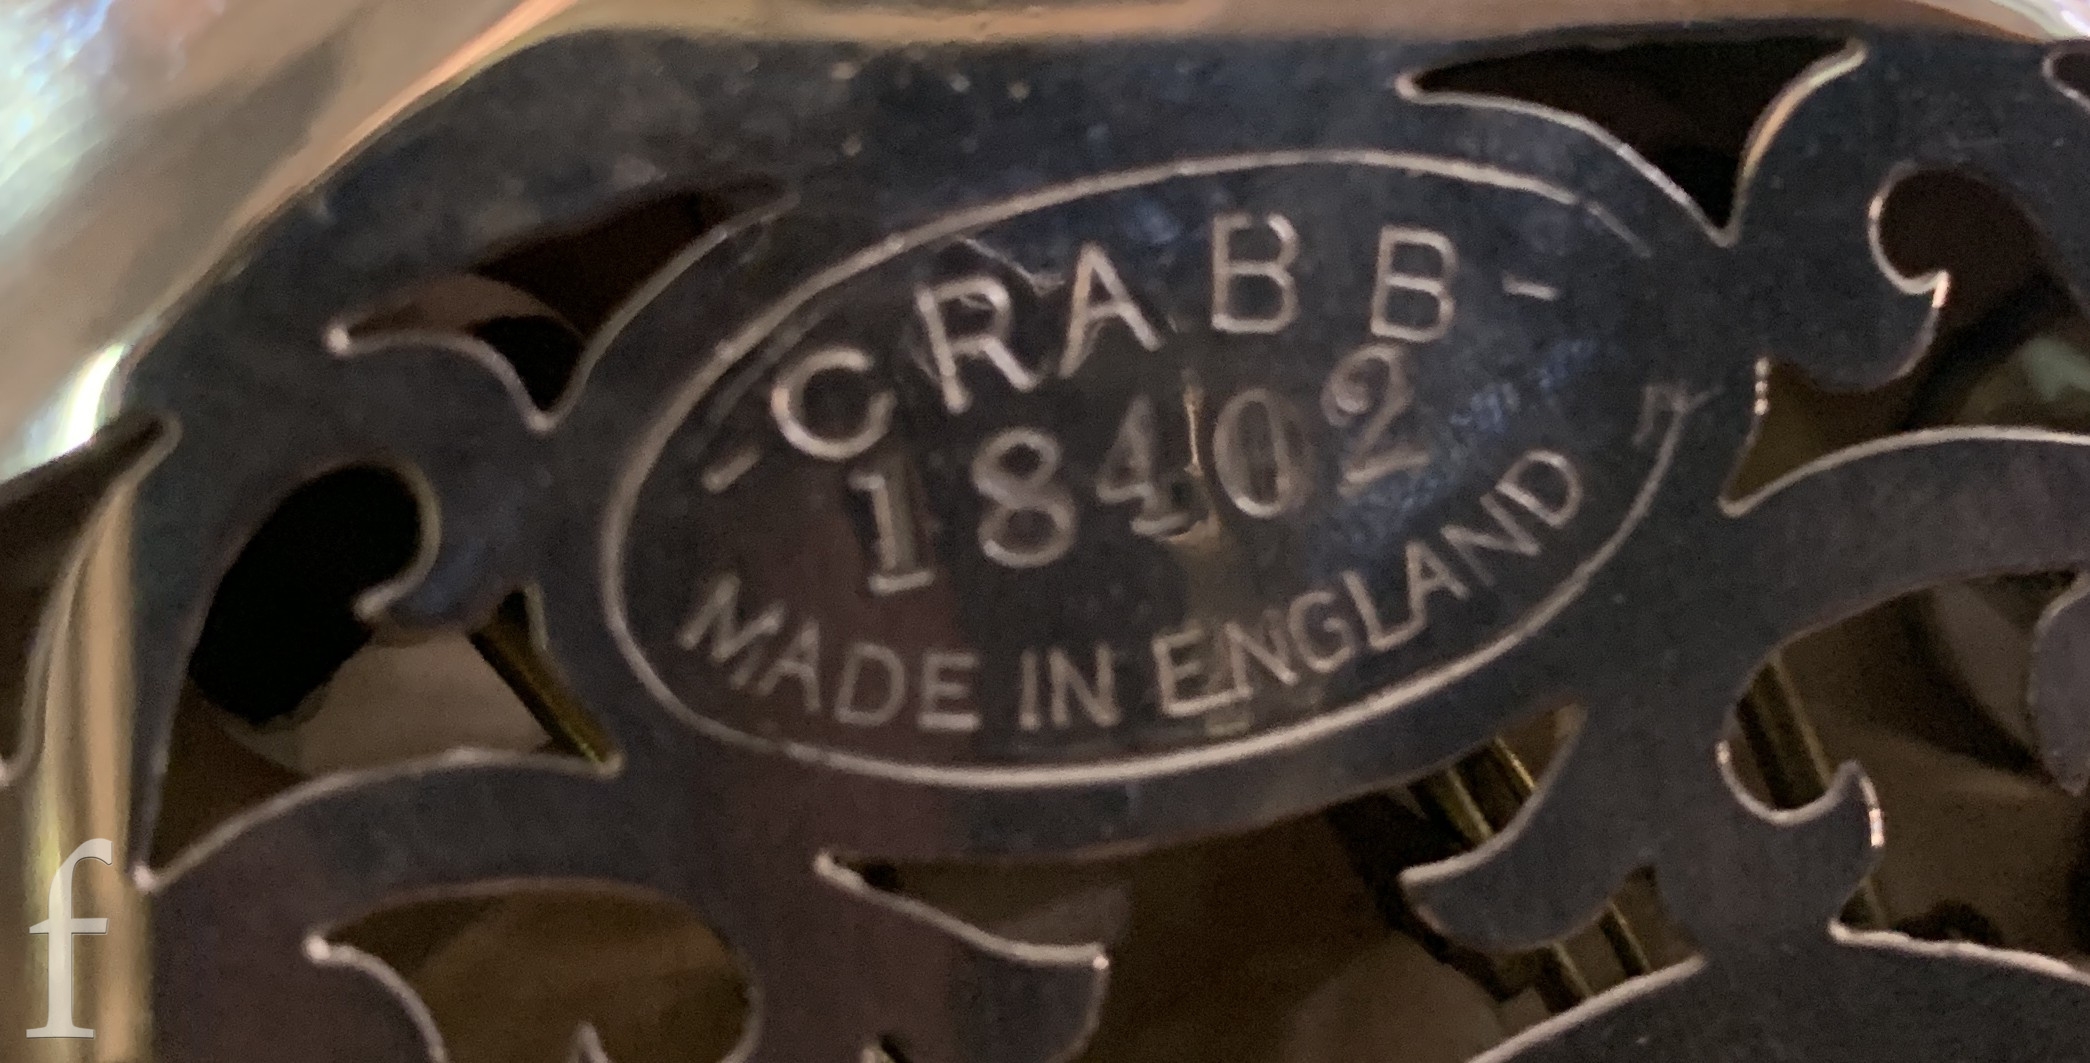 - CRABB -
18402
MADE IN ENGLAND
f